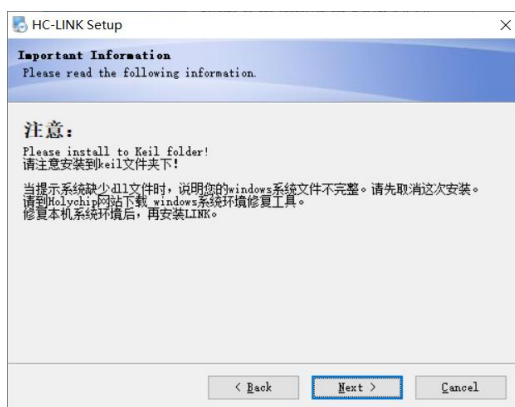 HC-LINK Setup
Important Information
Please read the following information.
注意：
Please install to Keil folder!
请注意安装到keil文件夹下!
当提示系统缺少dll文件时，说明您的windows系统文件不完整。请先取消这次安装。
请到Holychip网站下载 windows系统环境修复工具。
修复本机系统环境后，再安装LINK。
< Back
Next >
Cancel